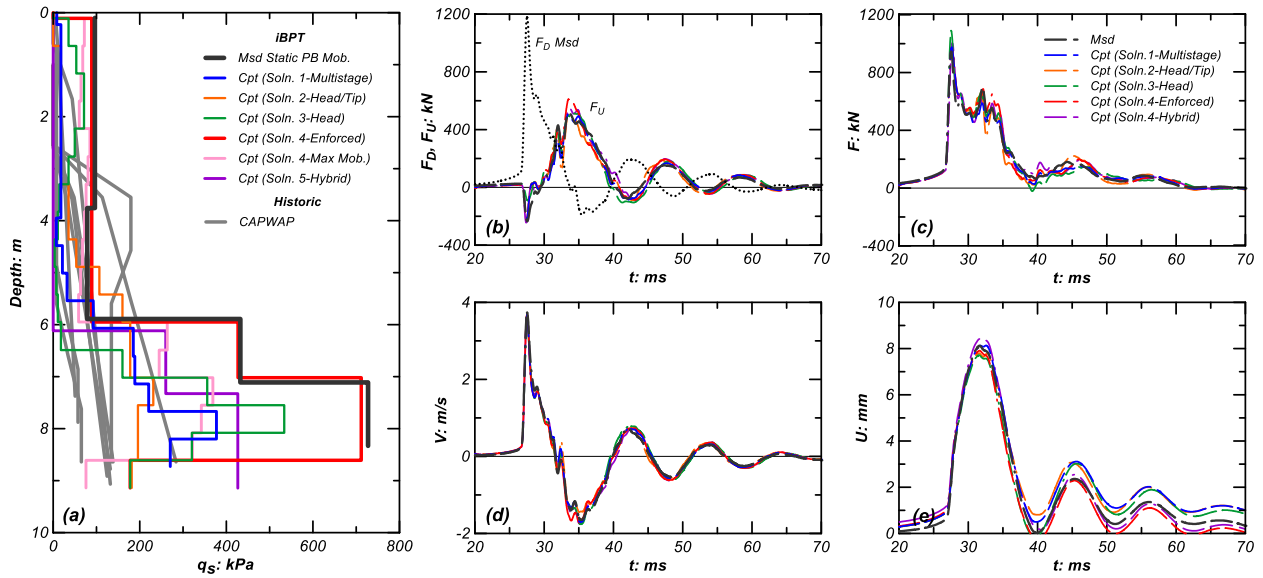 0
2
4
6
8
10
Depth: m
0
200
400
600
800
qs: kPa
(a)
iBPT
Msd Static PB Mob.
Cpt (Soln. 1-Multistage)
Cpt (Soln. 2-Head/Tip)
Cpt (Soln. 3-Head)
Cpt (Soln. 4-Enforced)
Cpt (Soln. 4-Max Mob.)
Cpt (Soln. 5-Hybrid)
Historic
CAPWAP
1200
800
400
0
-400
FD, FU: kN
FD Msd
FU
(b)
20
30
40
50
60
70
t: ms
1200
800
400
0
-400
F: kN
Msd
Cpt (Soln.1-Multistage)
Cpt (Soln.2-Head/Tip)
Cpt (Soln.3-Head)
Cpt (Soln.4-Enforced)
Cpt (Soln.4-Hybrid)
(c)
20
30
40
50
60
70
t: ms
4
2
0
-2
V: m/s
(d)
20
30
40
50
60
70
t: ms
10
8
6
4
2
0
U: mm
(e)
20
30
40
50
60
70
t: ms